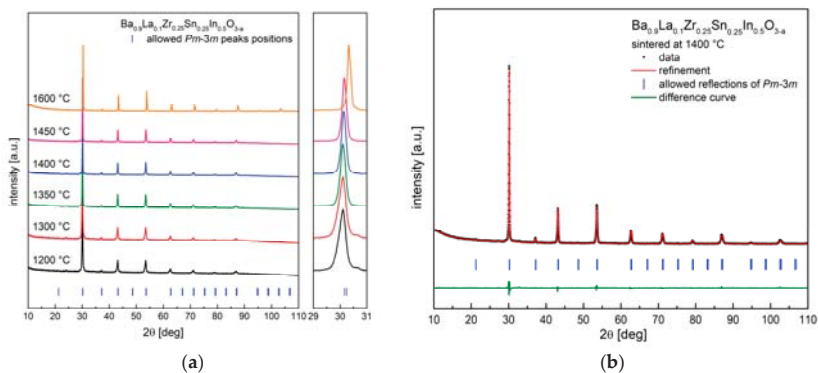 Ba0.9La0.1Zr0.25Sn0.25In0.5O3-a
allowed Pm-3m peaks positions
1600 °C
1450 °C
1400 °C
1350 °C
1300 °C
1200 °C
intensity [a.u.]
10 20 30 40 50 60 70 80 90 100 110
29 30 31
2θ [deg]
(a)
Ba0.9La0.1Zr0.25Sn0.25In0.5O3-a
sintered at 1400 °C
data
refinement
allowed reflections of Pm-3m
difference curve
intensity [a.u.]
10 20 30 40 50 60 70 80 90 100 110
2θ [deg]
(b)